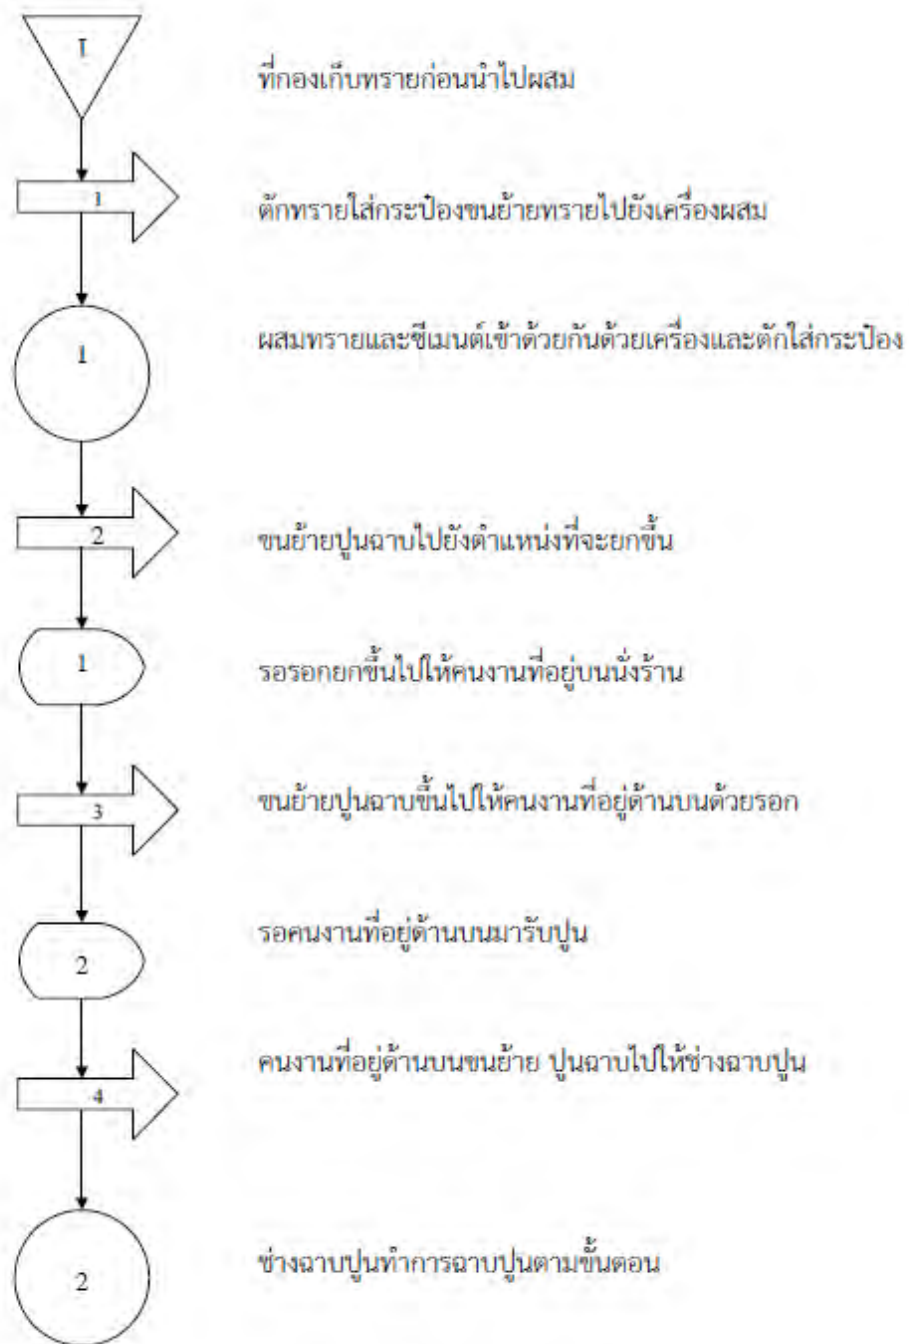 1
ที่กองเก็บทรายก่อนนำไปผสม
1
ตักทรายใส่กระป๋องขนย้ายทรายไปยังเครื่องผสม
1
ผสมทรายและซีเมนต์เข้าด้วยกันด้วยเครื่องและตักใส่กระป๋อง
2
ขนย้ายปูนฉาบไปยังตำแหน่งที่จะยกขึ้น
1
รอรอกยกขึ้นไปให้คนงานที่อยู่บนนั่งร้าน
3
ขนย้ายปูนฉาบขึ้นไปให้คนงานที่อยู่ด้านบนด้วยรอก
2
รอคนงานที่อยู่ด้านบนมารับปูน
4
คนงานที่อยู่ด้านบนขนย้าย ปูนฉาบไปให้ช่างฉาบปูน
2
ช่างฉาบปูนทำการฉาบปูนตามขั้นตอน